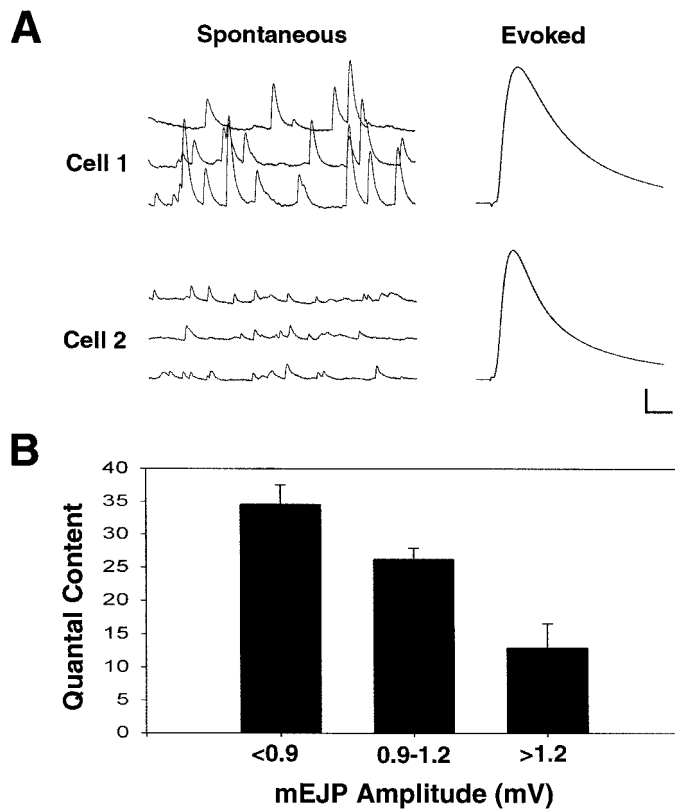 A
Spontaneous
Evoked
Cell 1
Cell 2
B
Quantal Content
40
35
30
25
20
15
10
5
0
<0.9
0.9-1.2
>1.2
mEJP Amplitude (mV)